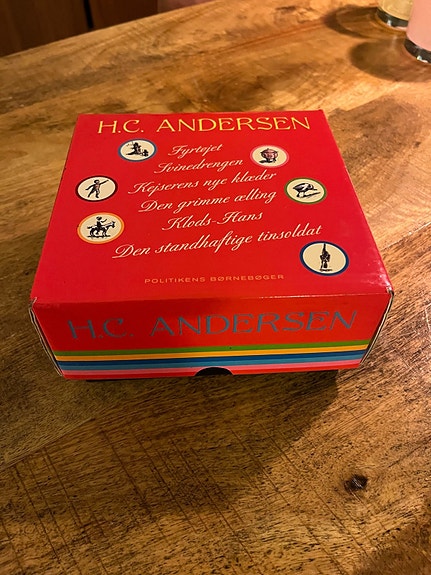 H.C. ANDERSEN
Fyrtøjet
Svinedrengen
Kejserens nye klæder
Den grimme ælling
Klods-Hans
Den standhaftige tinsoldat
POLITIKENS BØRNEBØGER
H.C. ANDERSEN